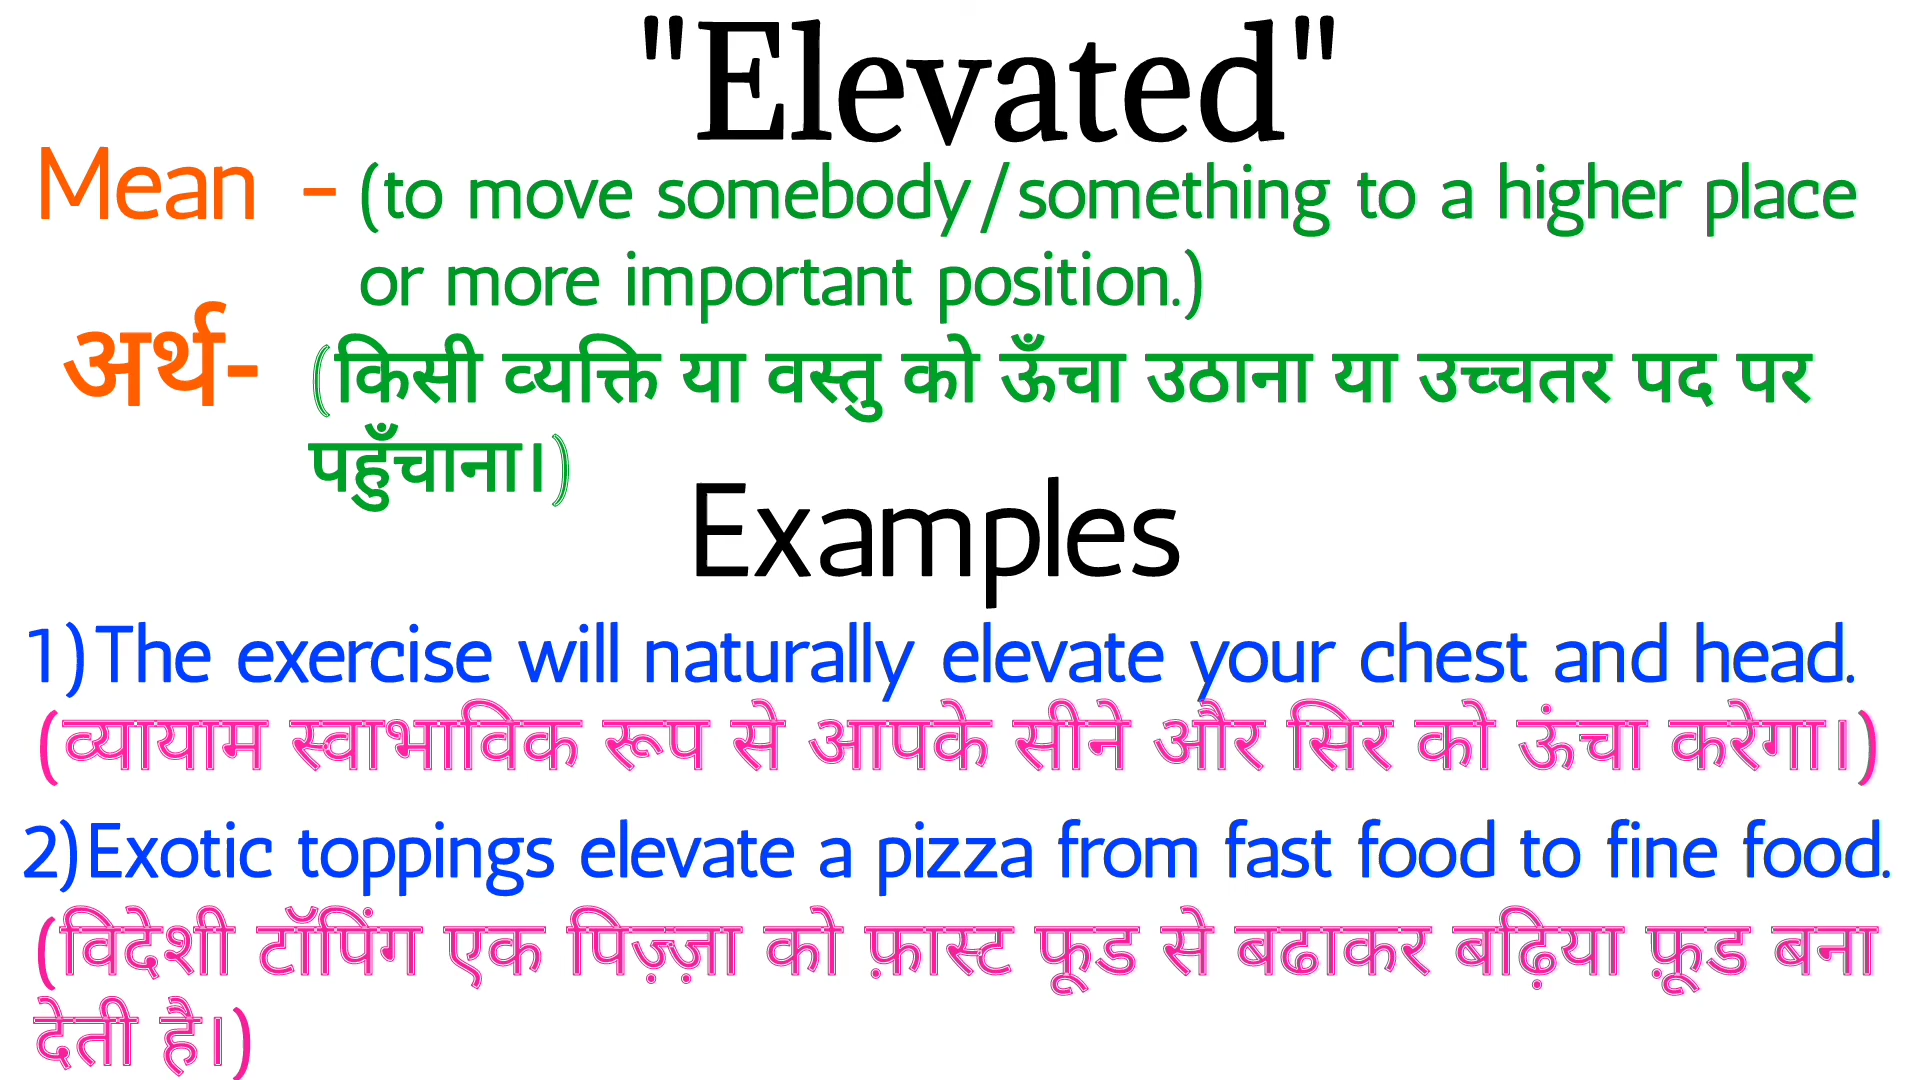 "Elevated"
Mean - (to move somebody/something to a higher place
or more important position.)
अर्थ- (किसी व्यक्ति या वस्तु को ऊँचा उठाना या उच्चतर पद पर
पहुँचाना।)
Examples
1)The exercise will naturally elevate your chest and head.
(व्यायाम स्वाभाविक रूप से आपके सीने और सिर को ऊंचा करेगा।)
2)Exotic toppings elevate a pizza from fast food to fine food.
(विदेशी टॉपिंग एक पिज़्ज़ा को फ़ास्ट फूड से बढाकर बढ़िया फ़ूड बना
देती है।)